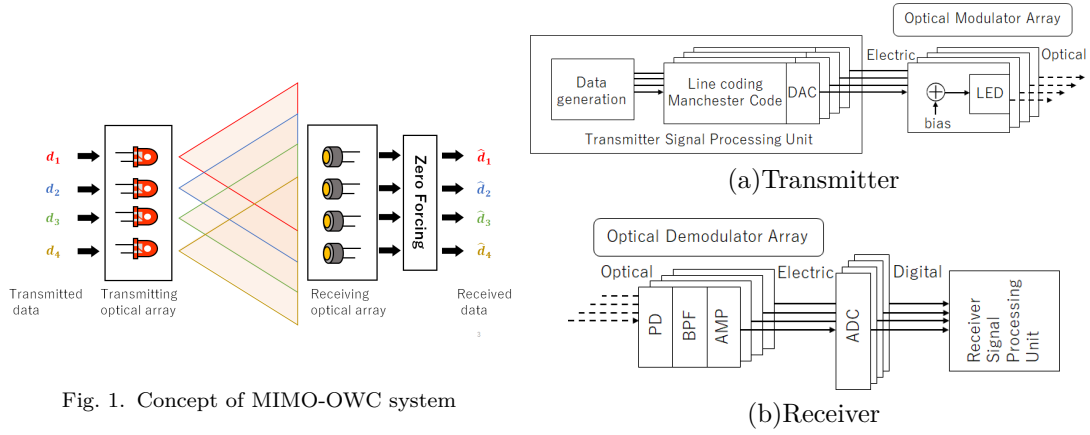 d₁
d₂
d₃
d₄
Zero Forcing
d̂₁
d̂₂
d̂₃
d̂₄
Transmitted
data
Transmitting
optical array
Receiving
optical array
Received
data
3
Fig. 1. Concept of MIMO-OWC system
Optical Modulator Array
Electric
Optical
Data
generation
Line coding
Manchester Code
DAC
LED
bias
Transmitter Signal Processing Unit
(a)Transmitter
Optical Demodulator Array
Optical
Electric
Digital
PD
BPF
AMP
ADC
Receiver
Signal
Processing
Unit
(b)Receiver